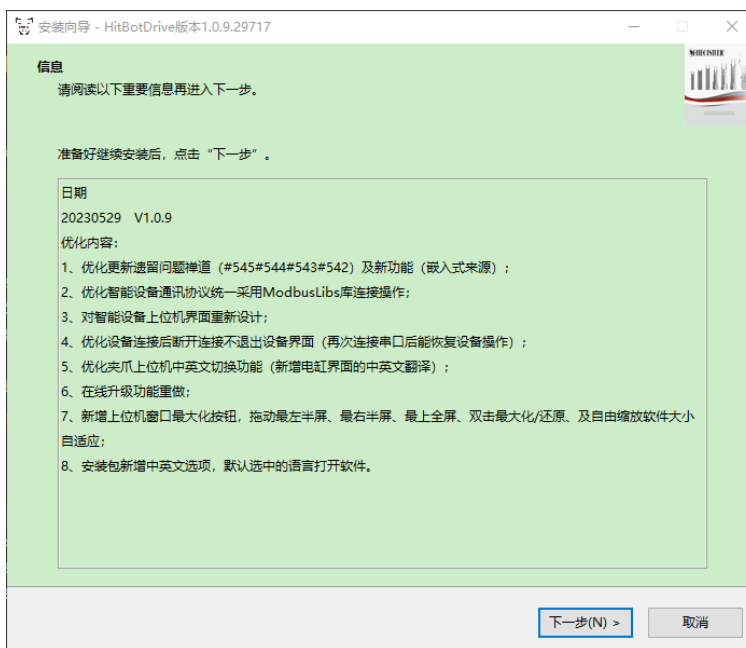 安装向导 - HitBotDrive版本1.0.9.29717
信息
请阅读以下重要信息再进入下一步。
准备好继续安装后，点击“下一步”。
日期
20230529 V1.0.9
优化内容：
1、优化更新遗留问题禅道（#545#544#543#542）及新功能（嵌入式来源）；
2、优化智能设备通讯协议统一采用ModbusLibs库连接操作；
3、对智能设备上位机界面重新设计；
4、优化设备连接后断开连接不退出设备界面（再次连接串口后能恢复设备操作）；
5、优化夹爪上位机中英文切换功能（新增电缸界面的中英文翻译）；
6、在线升级功能重做；
7、新增上位机窗口最大化按钮，拖动最左半屏、最右半屏、最上全屏、双击最大化/还原、及自由缩放软件大小
自适应；
8、安装包新增中英文选项，默认选中的语言打开软件。
下一步(N) >
取消